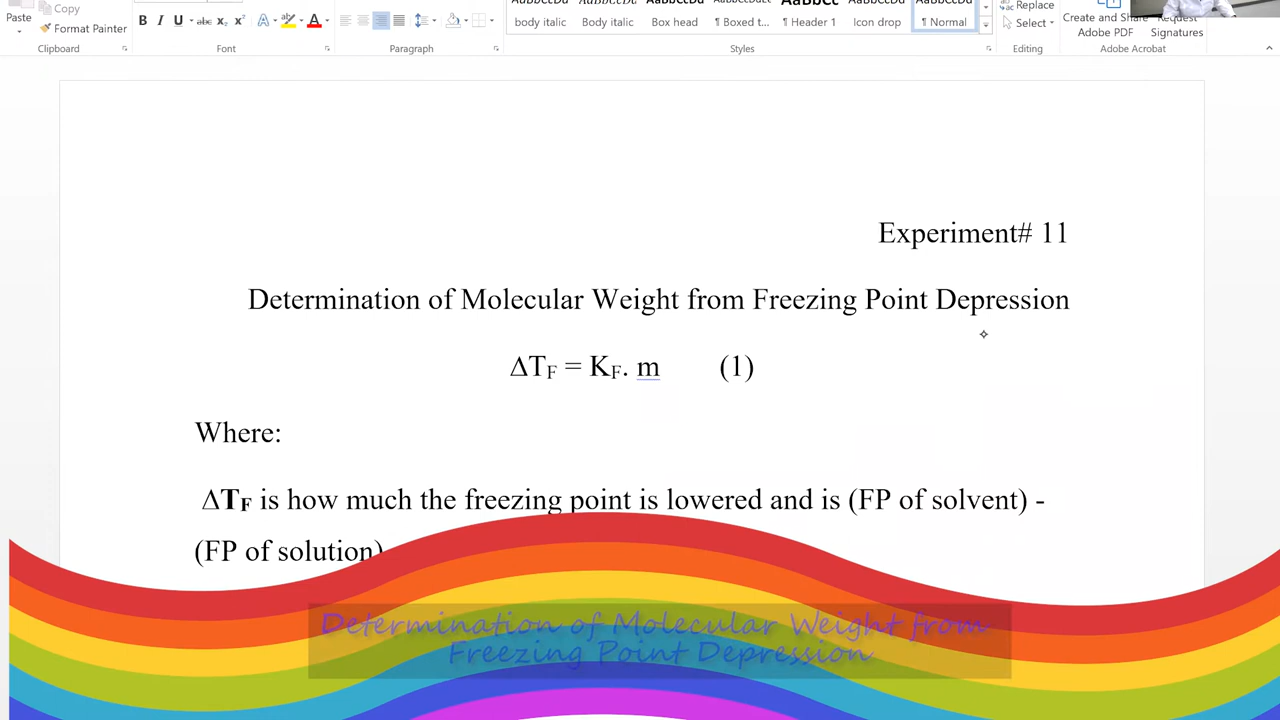 Copy
Paste
Format Painter
B I U abc x₂ x² A A
Clipboard
Font
Paragraph
body italic
Body italic
Box head
¶ Boxed t...
¶ Header 1
Icon drop
¶ Normal
Styles
Replace
Select
Editing
Create and Share
Adobe PDF
Request
Signatures
Adobe Acrobat
Experiment# 11
Determination of Molecular Weight from Freezing Point Depression
ΔT_F = K_F. m (1)
Where:
ΔT_F is how much the freezing point is lowered and is (FP of solvent) -
(FP of solution)
Determination of Molecular Weight from
Freezing Point Depression